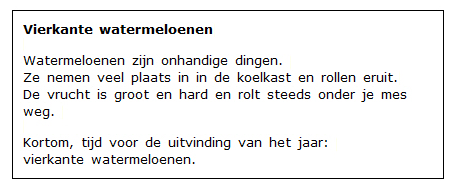 Vierkante watermeloenen
Watermeloenen zijn onhandige dingen.
Ze nemen veel plaats in in de koelkast en rollen eruit.
De vrucht is groot en hard en rolt steeds onder je mes
weg.
Kortom, tijd voor de uitvinding van het jaar:
vierkante watermeloenen.